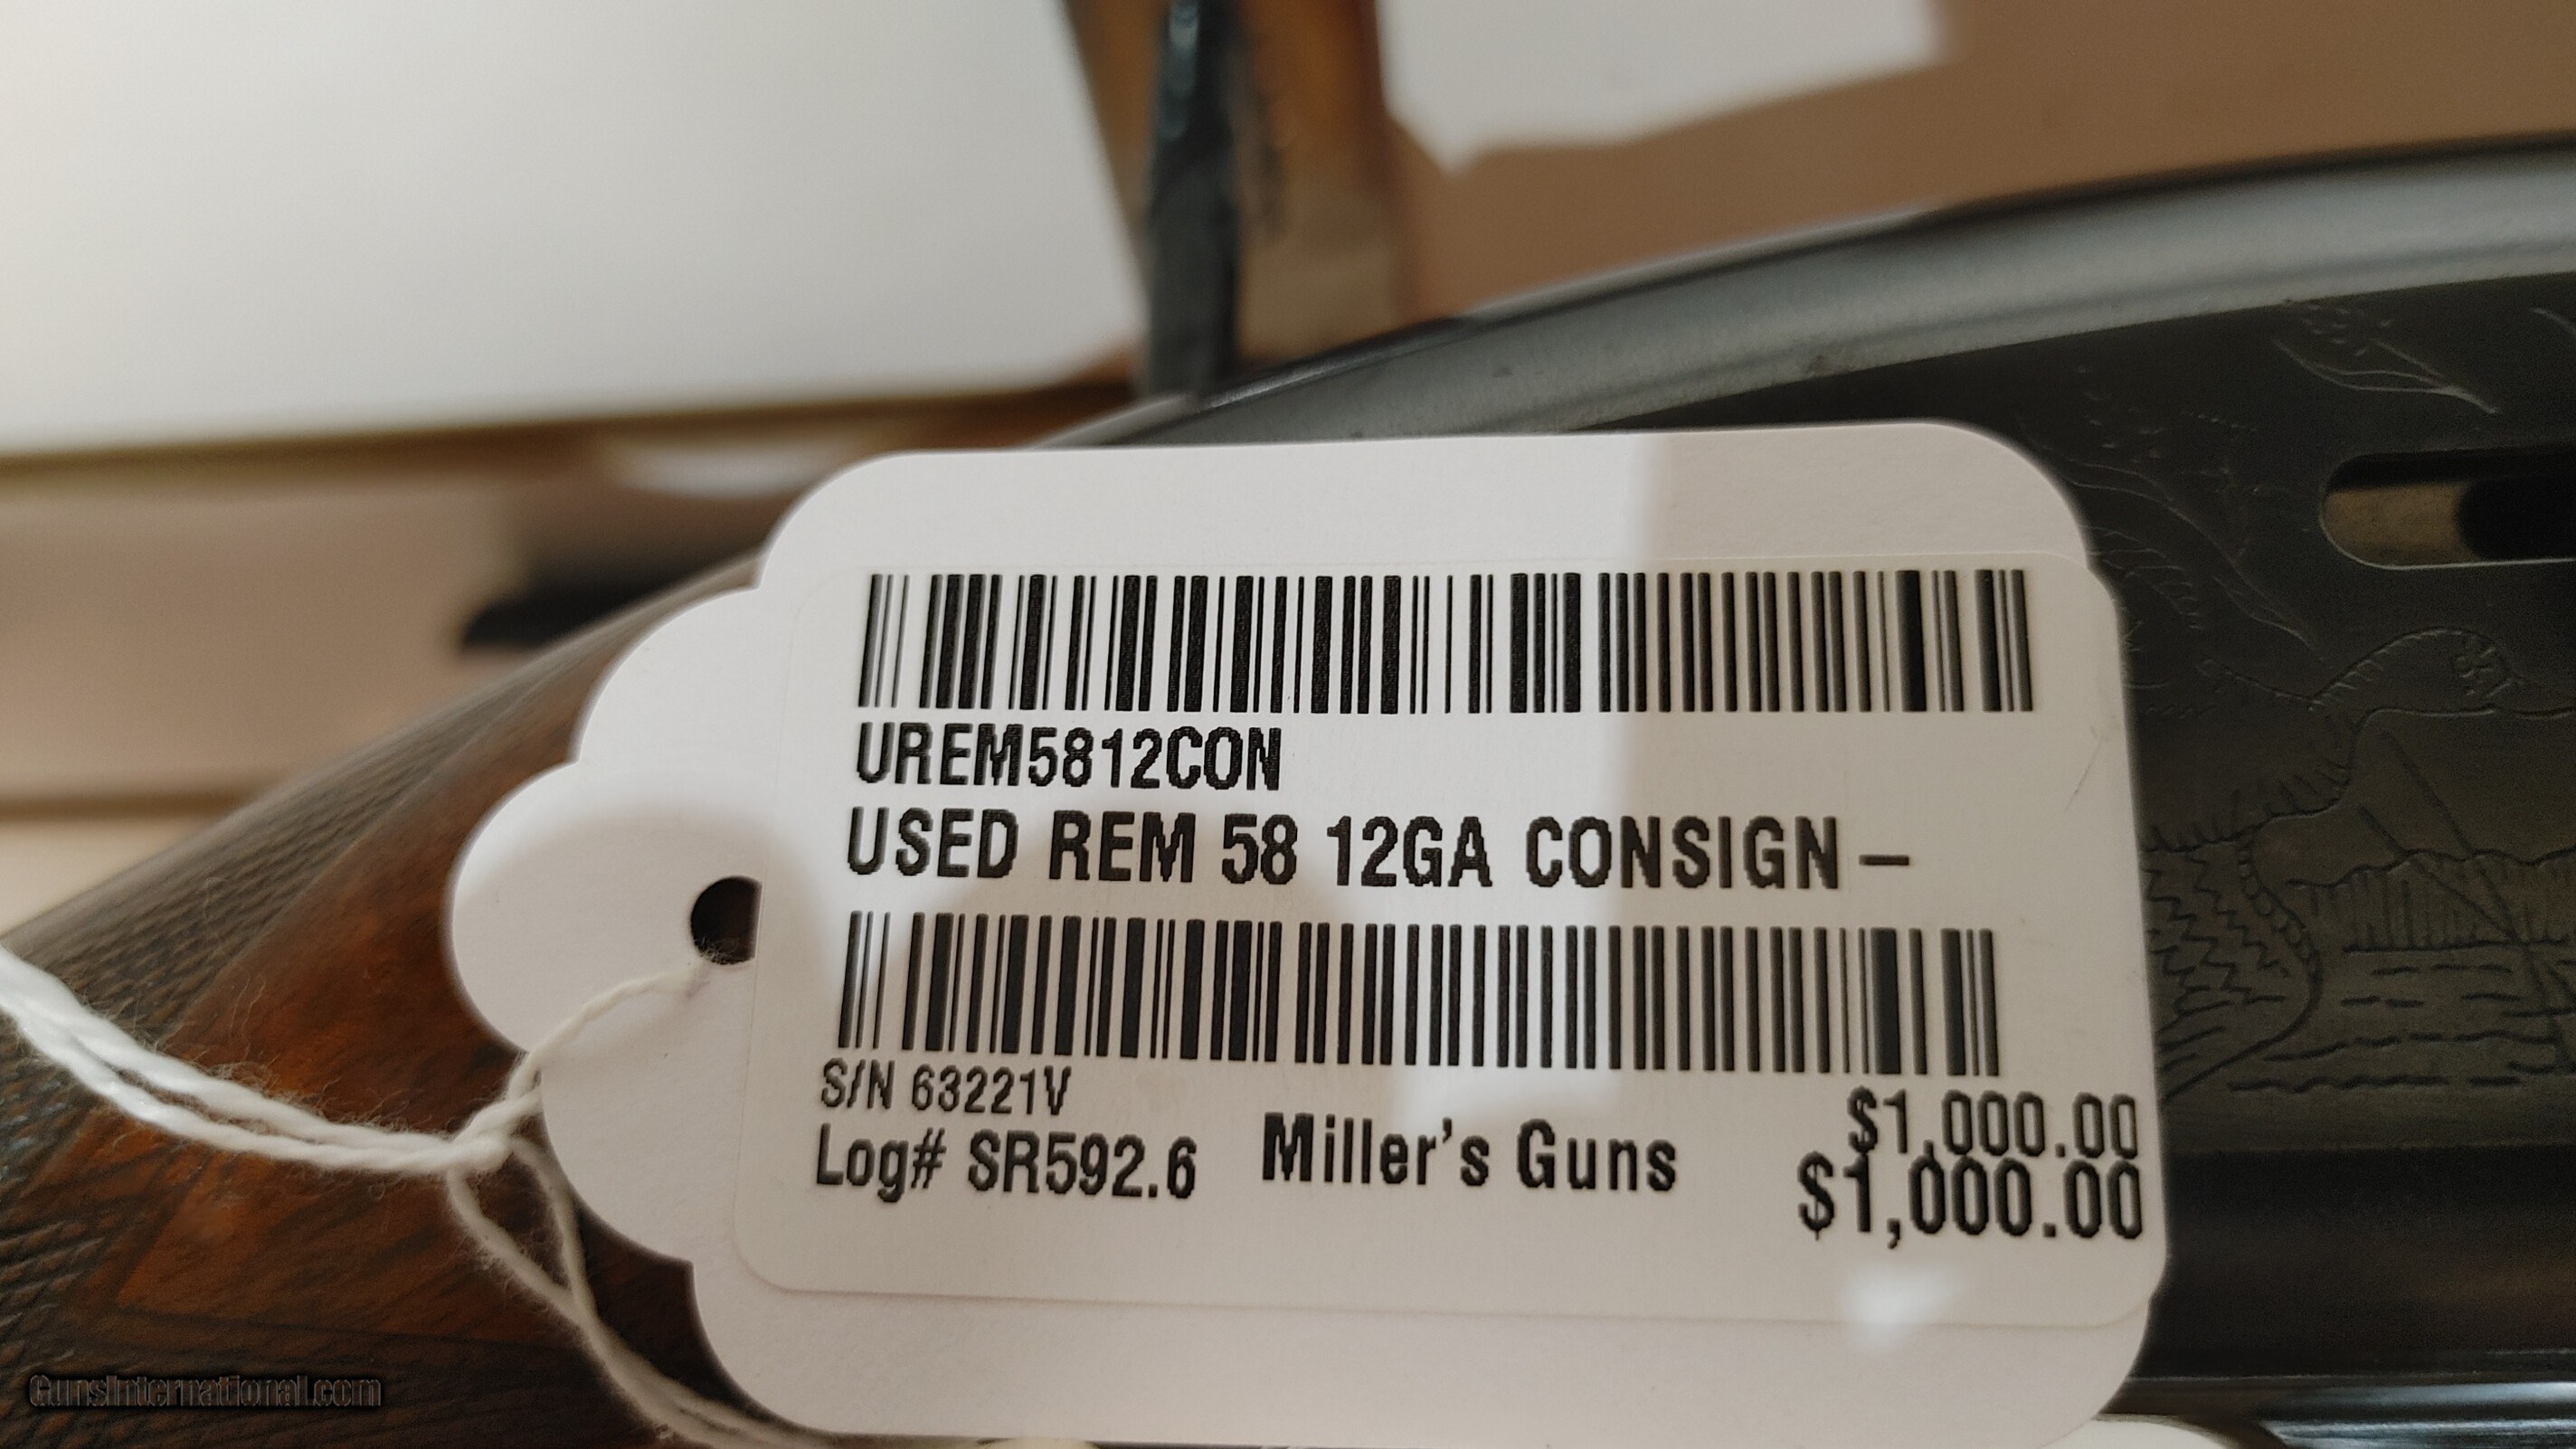 UREM5812CON
USED REM 58 12GA CONSIGN-
S/N 63221V
$1,000.00
Log# SR592.6 Miller's Guns $1,000.00
GunsInternational.com